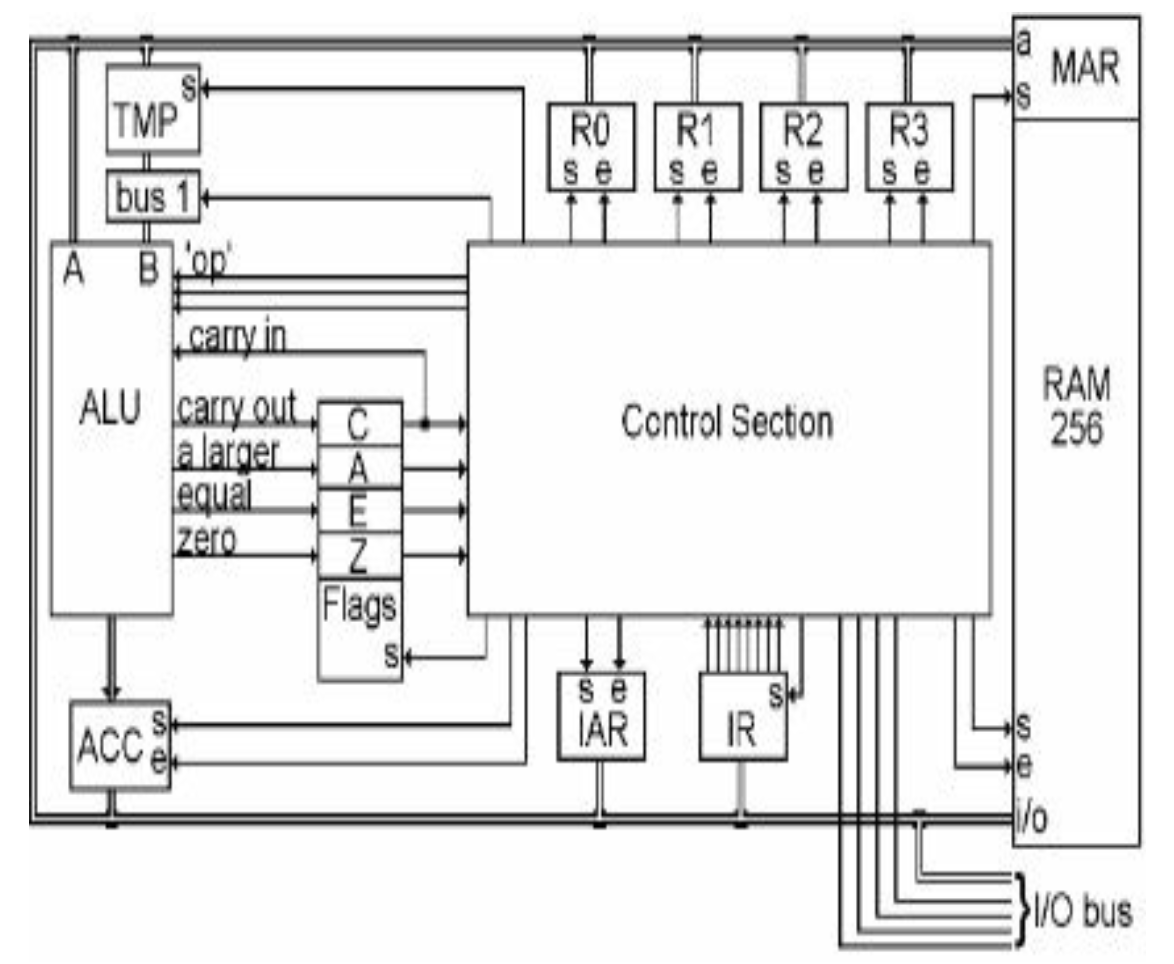 a
MAR
s
TMP
s
R0
s e
R1
s e
R2
s e
R3
s e
bus 1
A
B
'op'
carry in
ALU
carry out
a larger
equal
zero
C
A
E
Z
Flags
s
Control Section
RAM
256
ACC
s
e
s e
IAR
s
IR
s
e
i/o
I/O bus